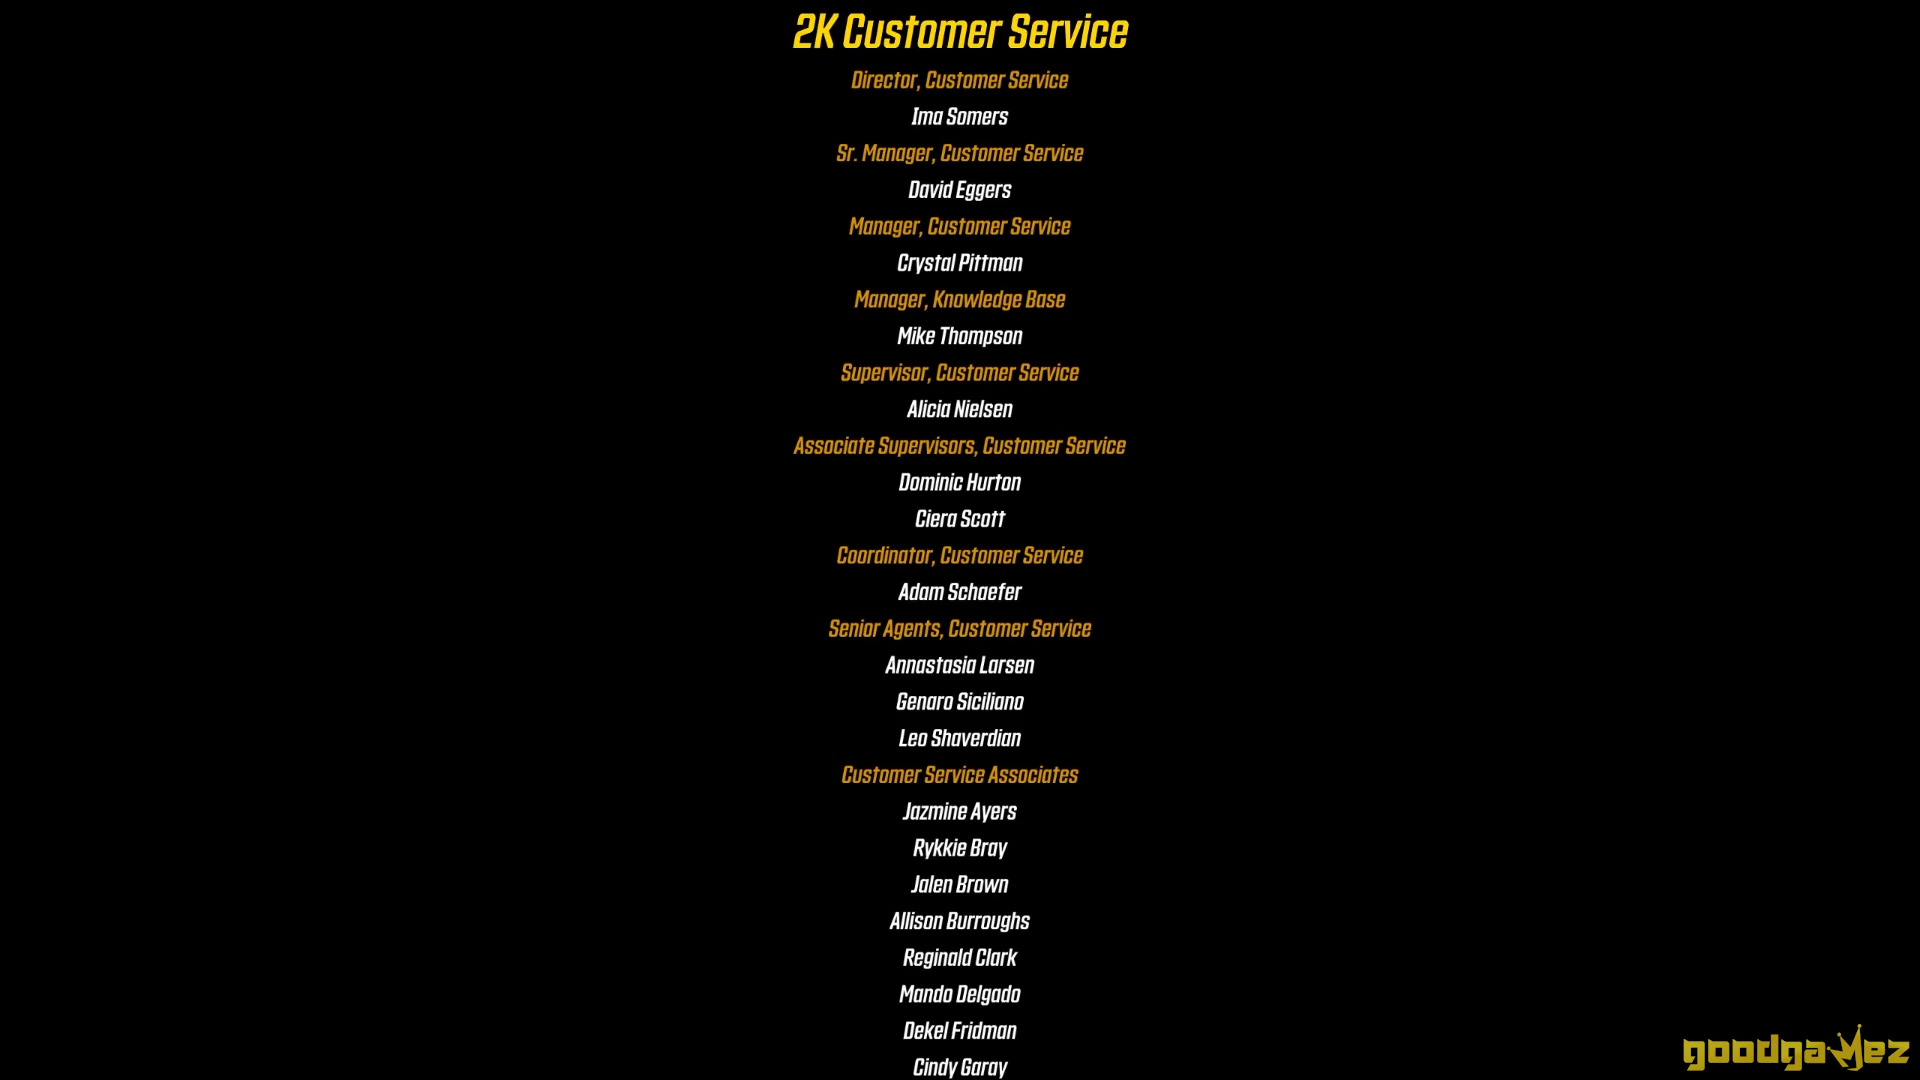 2K Customer Service
Director, Customer Service
Ima Somers
Sr. Manager, Customer Service
David Eggers
Manager, Customer Service
Crystal Pittman
Manager, Knowledge Base
Mike Thompson
Supervisor, Customer Service
Alicia Nielsen
Associate Supervisors, Customer Service
Dominic Hurton
Ciera Scott
Coordinator, Customer Service
Adam Schaefer
Senior Agents, Customer Service
Annastasia Larsen
Genaro Siciliano
Leo Shaverdian
Customer Service Associates
Jazmine Ayers
Rykkie Bray
Jalen Brown
Allison Burroughs
Reginald Clark
Mando Delgado
Dekel Fridman
Cindy Garay
goodgamez